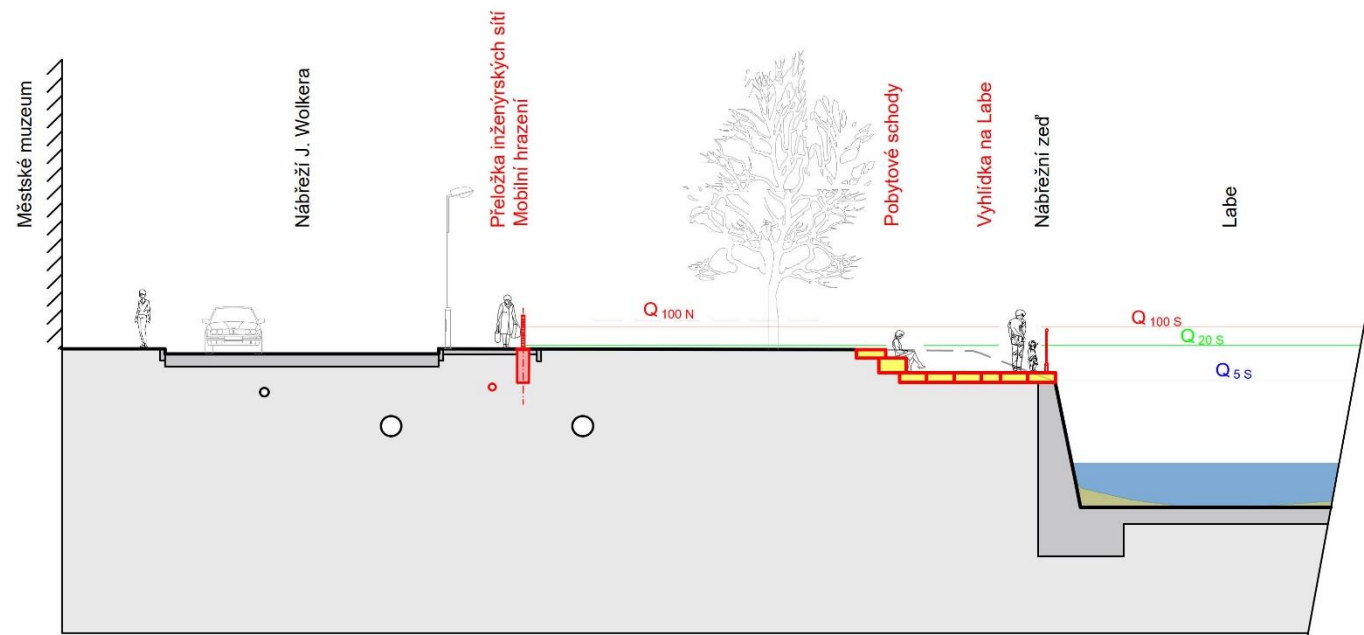 Městské muzeum
Nábřeží J. Wolkera
Přeložka inženýrských sítí
Mobilní hrazení
Pobytové schody
Vyhlídka na Labe
Nábřežní zeď
Labe
Q 100 N
Q 100 S
Q 20 S
Q 5 S